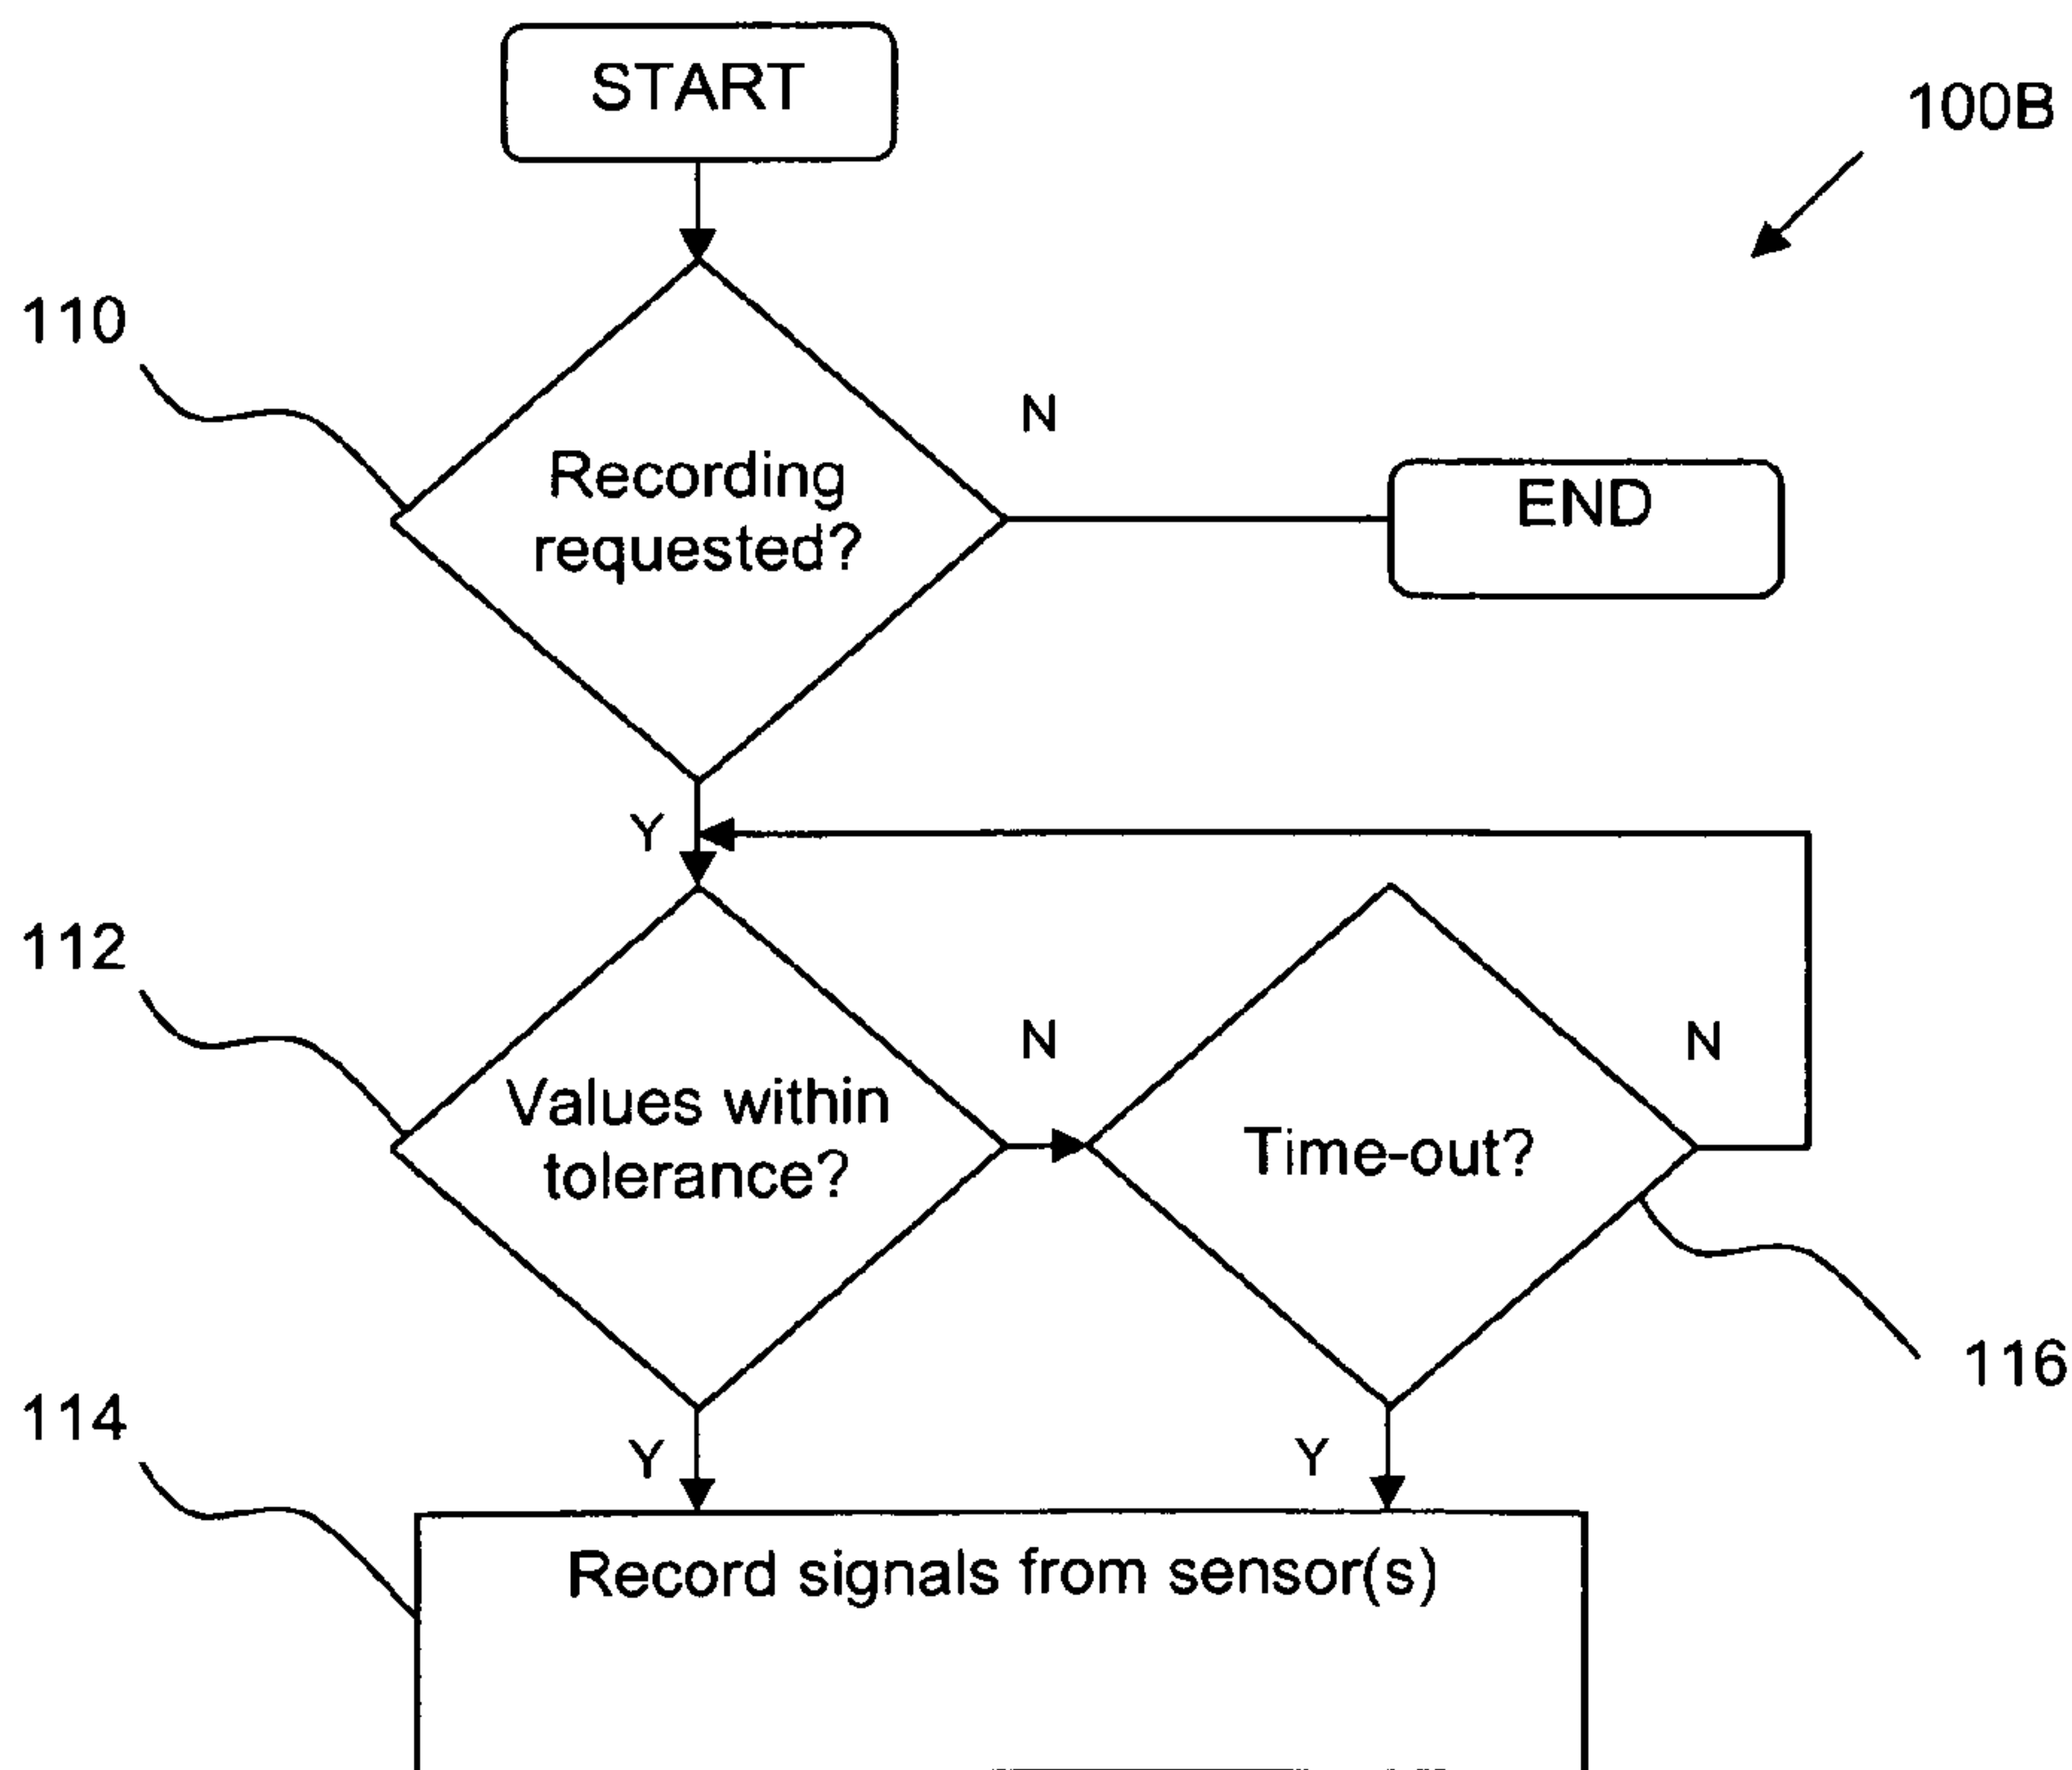 START
100B
110
N
Recording
requested?
END
Y
112
N
N
Values within
tolerance?
Time-out?
116
114
Y
Y
Record signals from sensor(s)